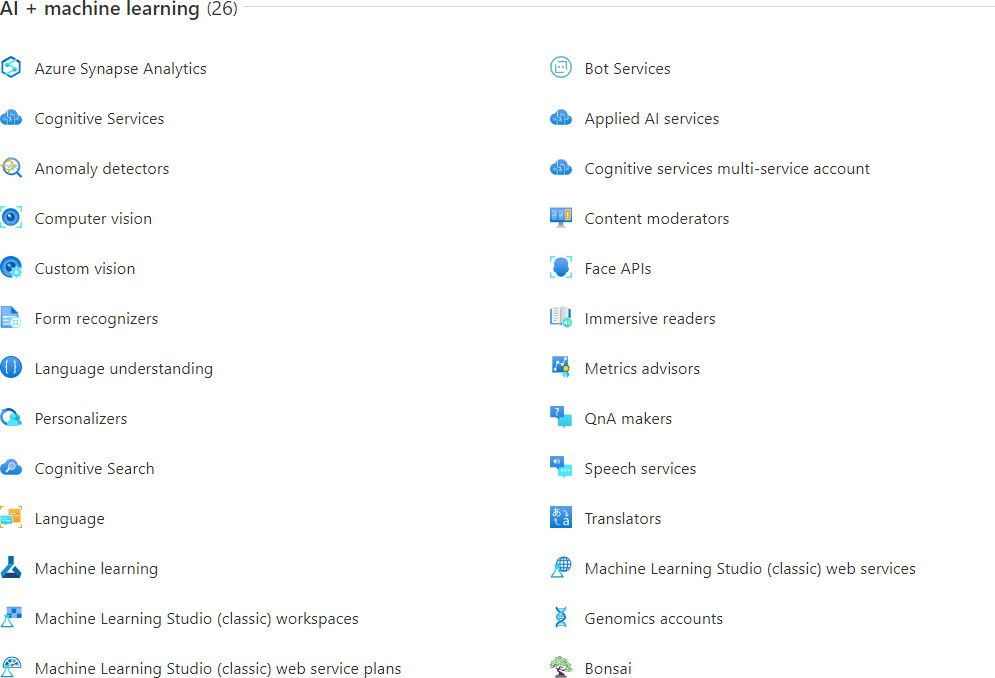 AI + machine learning (26)
Azure Synapse Analytics
Bot Services
Cognitive Services
Applied AI services
Anomaly detectors
Cognitive services multi-service account
Computer vision
Content moderators
Custom vision
Face APIs
Form recognizers
Immersive readers
Language understanding
Metrics advisors
Personalizers
QnA makers
Cognitive Search
Speech services
Language
Translators
Machine learning
Machine Learning Studio (classic) web services
Machine Learning Studio (classic) workspaces
Genomics accounts
Machine Learning Studio (classic) web service plans
Bonsai